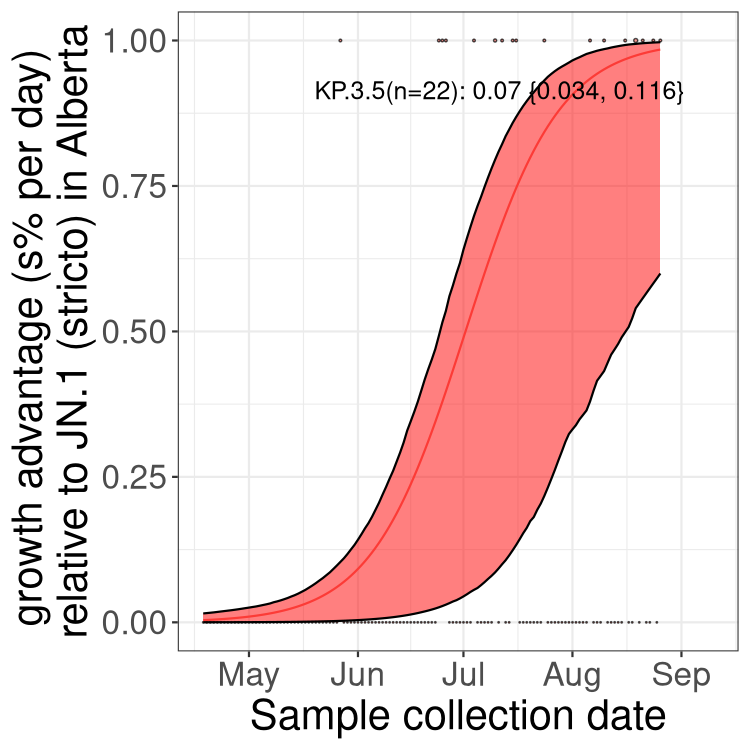 growth advantage (s% per day)
relative to JN.1 (stricto) in Alberta
1.00
0.75
0.50
0.25
0.00
KP.3.5(n=22): 0.07 {0.034, 0.116}
May Jun Jul Aug Sep
Sample collection date